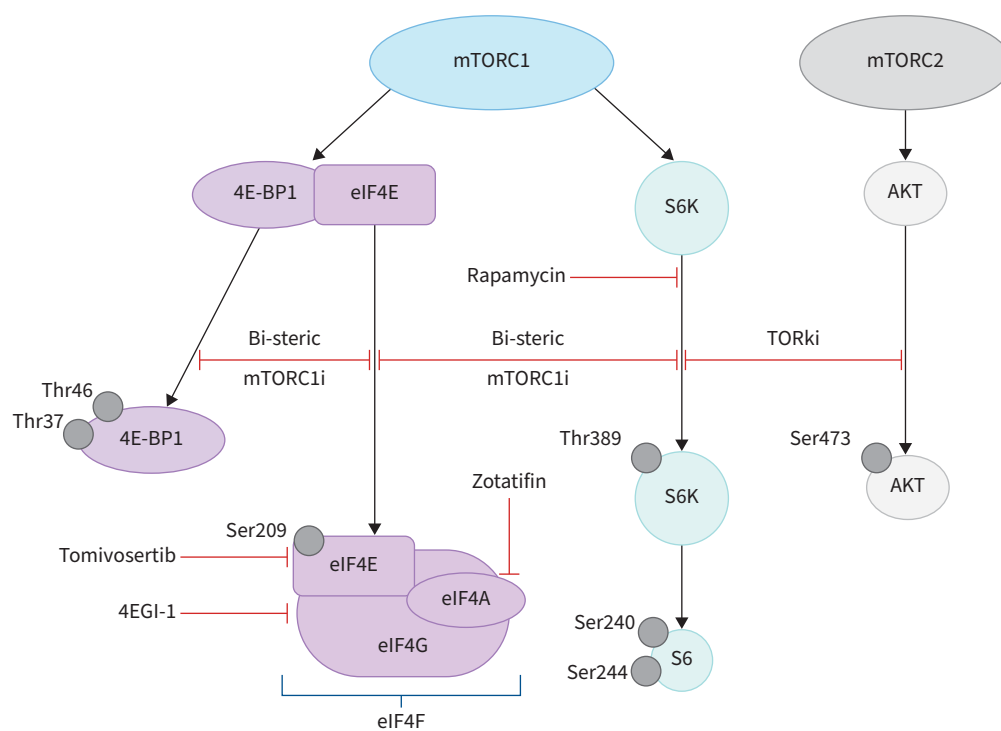 mTORC1
mTORC2
4E-BP1
eIF4E
S6K
AKT
Rapamycin
Bi-steric
mTORC1i
Bi-steric
mTORC1i
TORki
Thr46
Thr37
4E-BP1
Thr389
S6K
Ser473
AKT
Zotatifin
Ser209
Tomivosertib
eIF4E
eIF4A
4EGI-1
eIF4G
Ser240
Ser244
S6
eIF4F